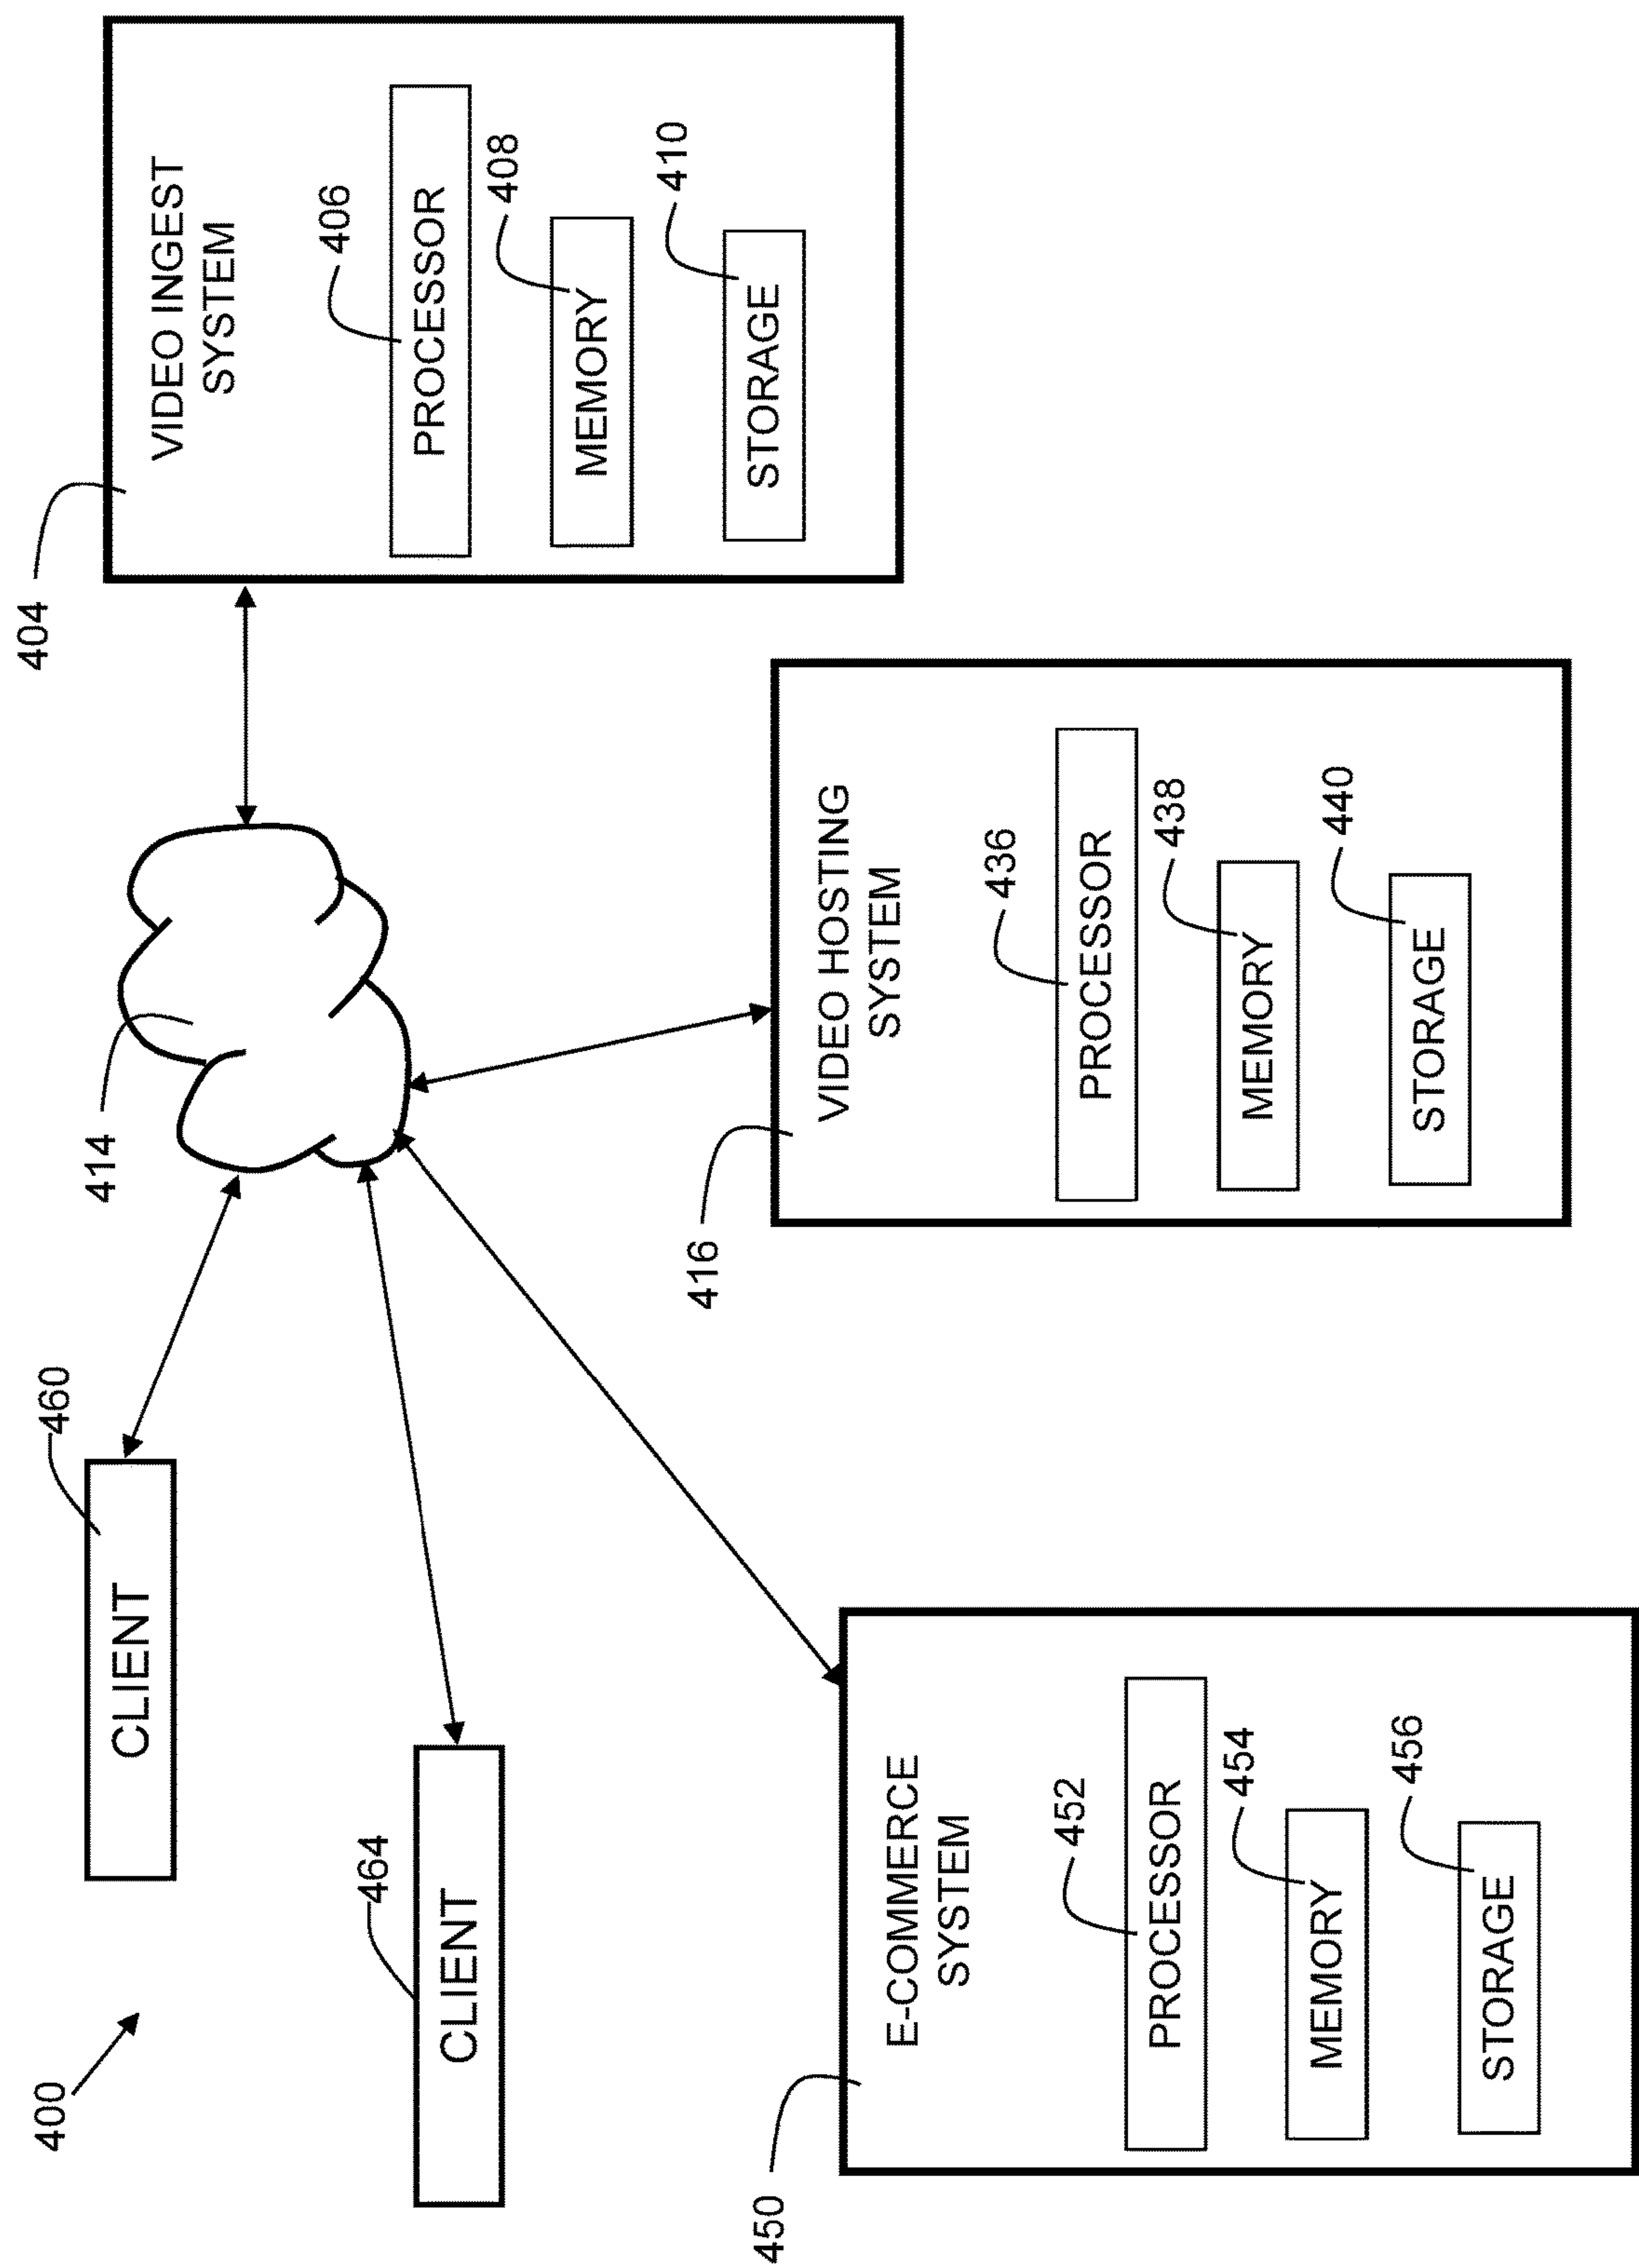 400
460
CLIENT
464
CLIENT
414
404
VIDEO INGEST
SYSTEM
406
PROCESSOR
408
MEMORY
410
STORAGE
416
VIDEO HOSTING
SYSTEM
436
PROCESSOR
438
MEMORY
440
STORAGE
450
E-COMMERCE
SYSTEM
452
PROCESSOR
454
MEMORY
456
STORAGE